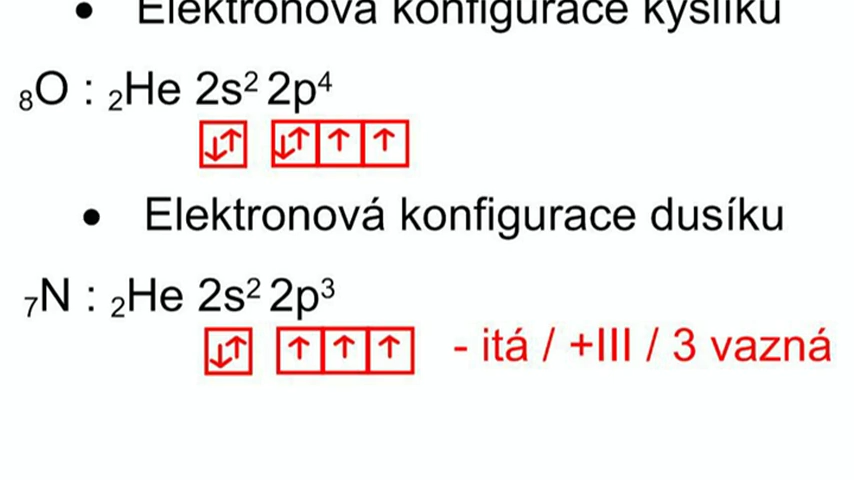 • Elektronová konfigurace kyslíku
₈O : ₂He 2s² 2p⁴
• Elektronová konfigurace dusíku
₇N : ₂He 2s² 2p³
- itá / +III / 3 vazná